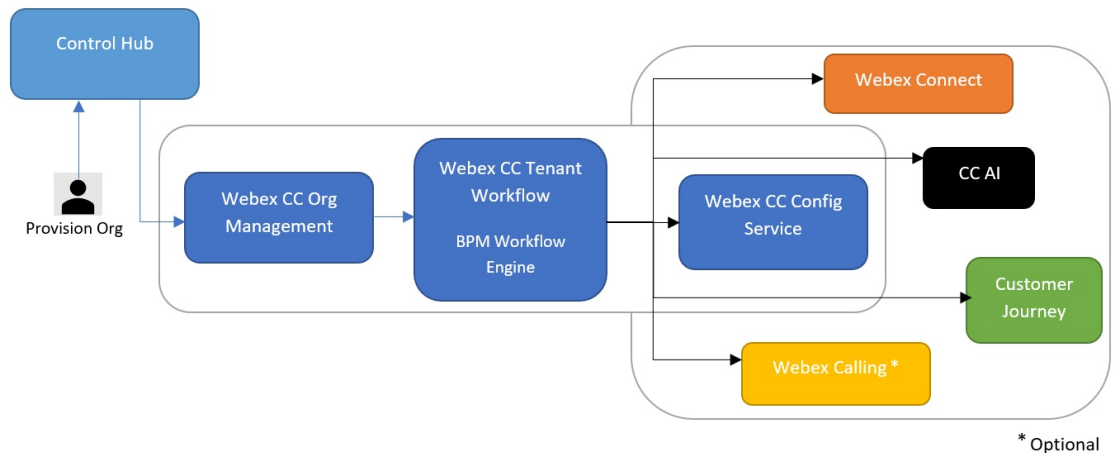 Control Hub
Provision Org
Webex CC Org
Management
Webex CC Tenant
Workflow
BPM Workflow
Engine
Webex CC Config
Service
Webex Connect
CC AI
Customer
Journey
Webex Calling *
* Optional